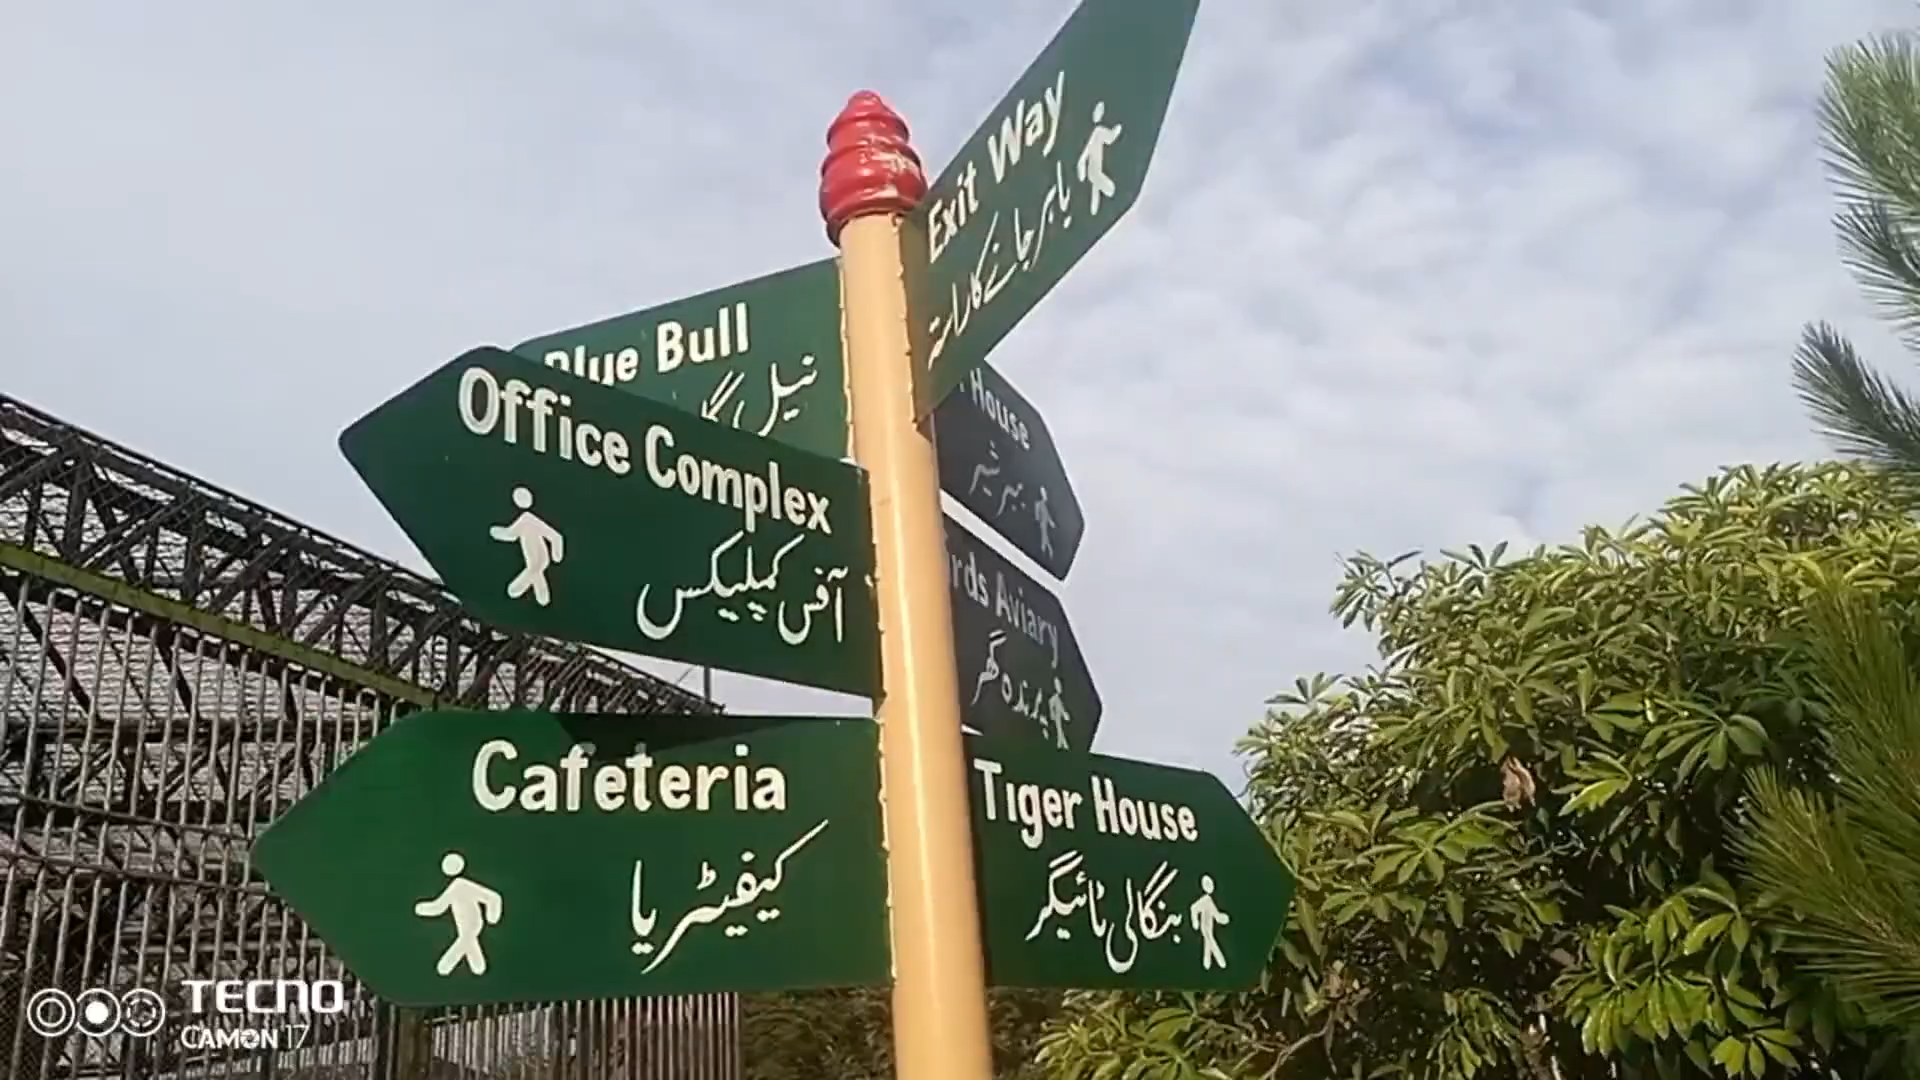 Exit Way
باہر جانے کا راستہ
Blue Bull
نیل
House
ببر شیر
Office Complex
آفس کمپلیکس
Aviary
پرندہ گھر
Cafeteria
کیفیٹریا
Tiger House
بنگالی ٹائیگر
TECNO
CAMON 17